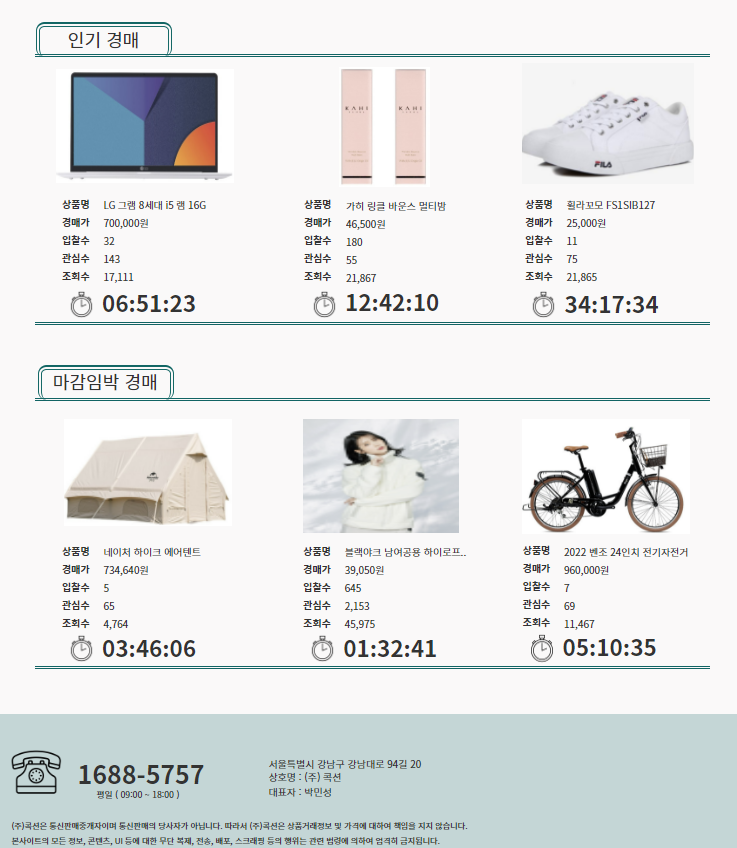 인기 경매
KAHI KAHI
FILA
상품명 LG 그램 8세대 i5 램 16G
경매가 700,000원
입찰수 32
관심수 143
조회수 17,111
06:51:23
상품명 가히 링클 바운스 멀티밤
경매가 46,500원
입찰수 180
관심수 55
조회수 21,867
12:42:10
상품명 휠라꼬모 FS1SIB127
경매가 25,000원
입찰수 11
관심수 75
조회수 21,865
34:17:34
마감임박 경매
상품명 네이처 하이크 에어텐트
경매가 734,640원
입찰수 5
관심수 65
조회수 4,764
03:46:06
상품명 블랙야크 남여공용 하이로프..
경매가 39,050원
입찰수 645
관심수 2,153
조회수 45,975
01:32:41
상품명 2022 벤조 24인치 전기자전거
경매가 960,000원
입찰수 7
관심수 69
조회수 11,467
05:10:35
1688-5757
평일 ( 09:00 ~ 18:00 )
서울특별시 강남구 강남대로 94길 20
상호명 : (주) 콕션
대표자 : 박민성
(주)콕션은 통신판매중개자이며 통신판매의 당사자가 아닙니다. 따라서 (주)콕션은 상품거래정보 및 가격에 대하여 책임을 지지 않습니다.
본사이트의 모든 정보, 콘텐츠, UI 등에 대한 무단 복제, 전송, 배포, 스크래핑 등의 행위는 관련 법령에 의하여 엄격히 금지됩니다.